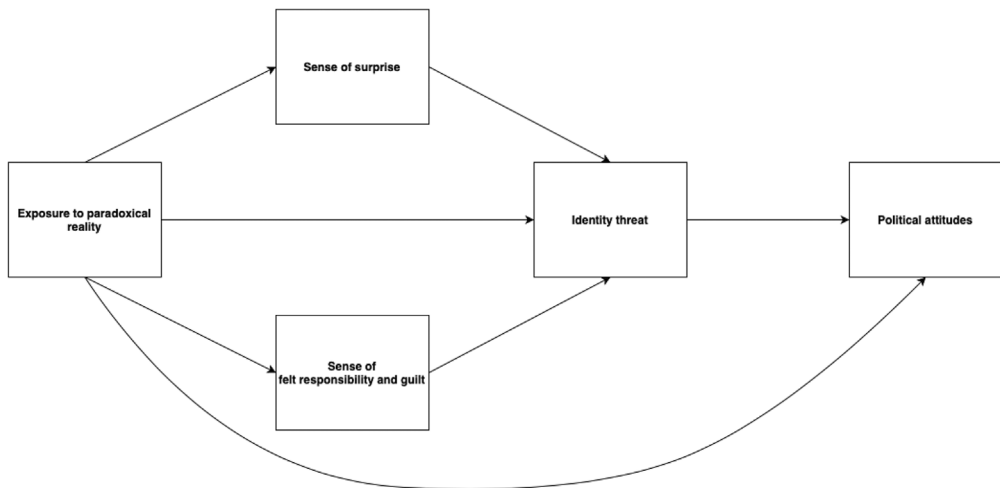 Sense of surprise
Exposure to paradoxical
reality
Identity threat
Political attitudes
Sense of
felt responsibility and guilt